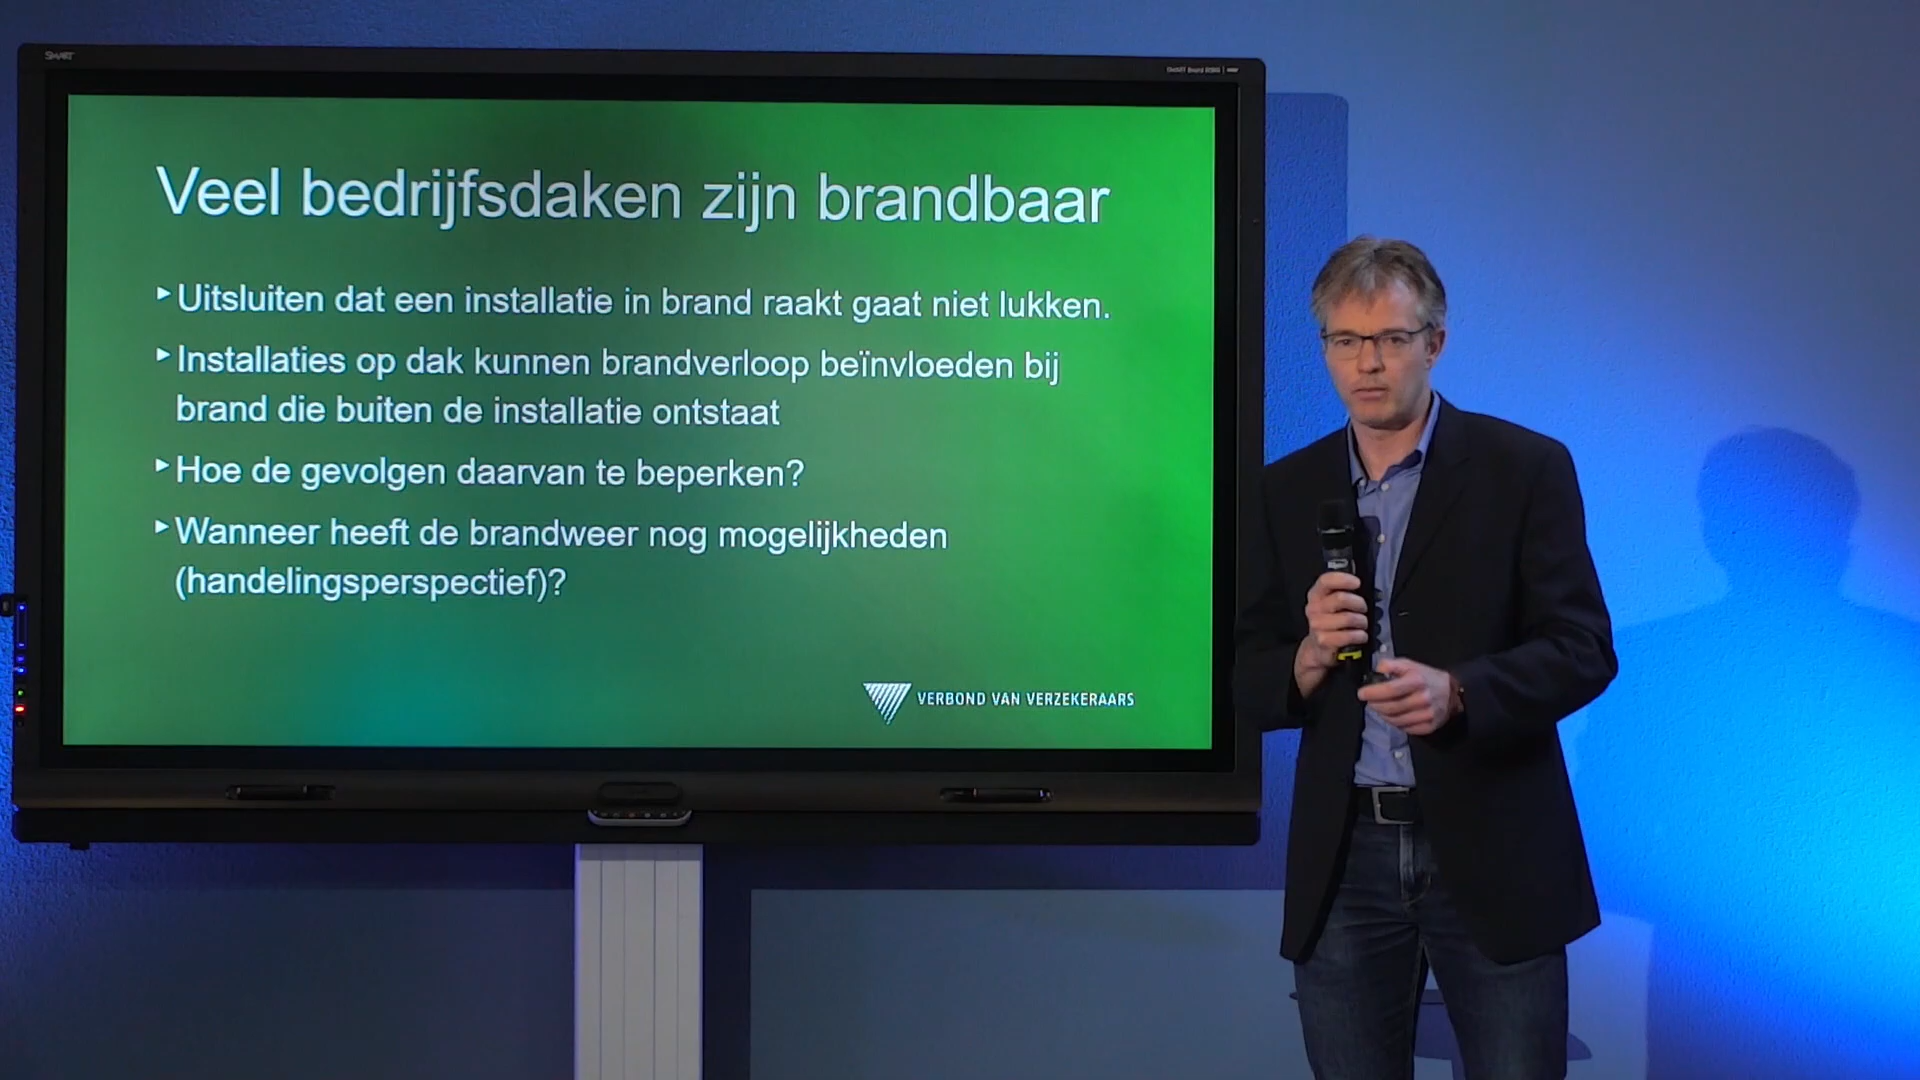 SMART
Veel bedrijfsdaken zijn brandbaar
Uitsluiten dat een installatie in brand raakt gaat niet lukken.
Installaties op dak kunnen brandverloop beïnvloeden bij
brand die buiten de installatie ontstaat
Hoe de gevolgen daarvan te beperken?
Wanneer heeft de brandweer nog mogelijkheden
(handelingsperspectief)?
VERBOND VAN VERZEKERAARS